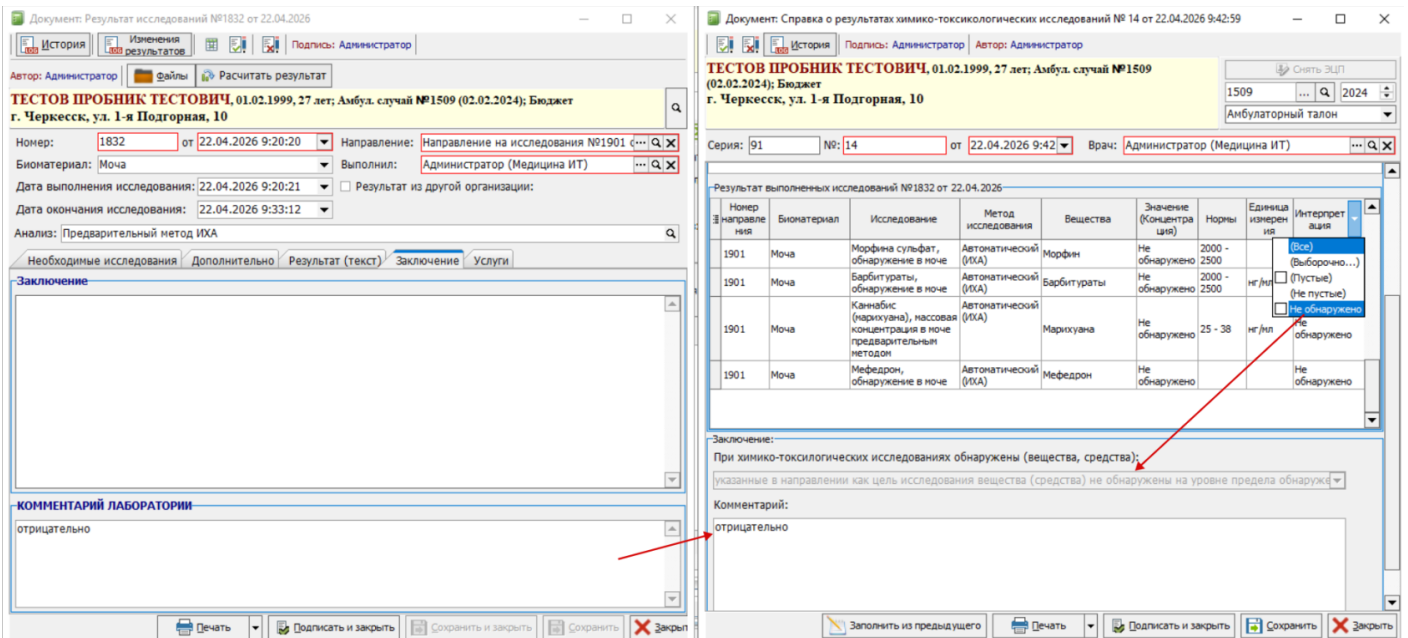 Документ: Результат исследований №1832 от 22.04.2026
История
Изменения результатов
Подпись: Администратор
Автор: Администратор
Файлы
Расчитать результат
ТЕСТОВ ПРОБНИК ТЕСТОВИЧ, 01.02.1999, 27 лет; Амбул. случай №1509 (02.02.2024); Бюджет
г. Черкесск, ул. 1-я Подгорная, 10
Номер: 1832 от 22.04.2026 9:20:20 Направление: Направление на исследования №1901 с
Биоматериал: Моча Выполнил: Администратор (Медицина ИТ)
Дата выполнения исследования: 22.04.2026 9:20:21 Результат из другой организации:
Дата окончания исследования: 22.04.2026 9:33:12
Анализ: Предварительный метод ИХА
Необходимые исследования Дополнительно Результат (текст) Заключение Услуги
Заключение
КОММЕНТАРИЙ ЛАБОРАТОРИИ
отрицательно
Печать Подписать и закрыть Сохранить и закрыть Сохранить Закрыт
Документ: Справка о результатах химико-токсикологических исследований № 14 от 22.04.2026 9:42:59
История Подпись: Администратор Автор: Администратор
ТЕСТОВ ПРОБНИК ТЕСТОВИЧ, 01.02.1999, 27 лет; Амбул. случай №1509
(02.02.2024); Бюджет
г. Черкесск, ул. 1-я Подгорная, 10
Снять ЭЦП
1509 ... 2024
Амбулаторный талон
Серия: 91 №: 14 от 22.04.2026 9:42 Врач: Администратор (Медицина ИТ)
Результат выполненных исследований №1832 от 22.04.2026
Номер направления Биоматериал Исследование Метод исследования Вещества Значение (Концентрация) Нормы Единица измерения Интерпретация
1901 Моча Морфина сульфат, обнаружение в моче Автоматический (ИХА) Морфин Не обнаружено 2000 - 2500
1901 Моча Барбитураты, обнаружение в моче Автоматический (ИХА) Барбитураты Не обнаружено 2000 - 2500 нг/мл
1901 Моча Каннабис (марихуана), массовая концентрация в моче предварительным методом Автоматический (ИХА) Марихуана Не обнаружено 25 - 38 нг/мл Не обнаружено
1901 Моча Мефедрон, обнаружение в моче Автоматический (ИХА) Мефедрон Не обнаружено Не обнаружено
(Все)
(Выборочно...)
(Пустые)
(Не пустые)
Не обнаружено
Заключение:
При химико-токсилогических исследованиях обнаружены (вещества, средства):
указанные в направлении как цель исследования вещества (средства) не обнаружены на уровне предела обнаруже
Комментарий:
отрицательно
Заполнить из предыдущего Печать Подписать и закрыть Сохранить Закрыть